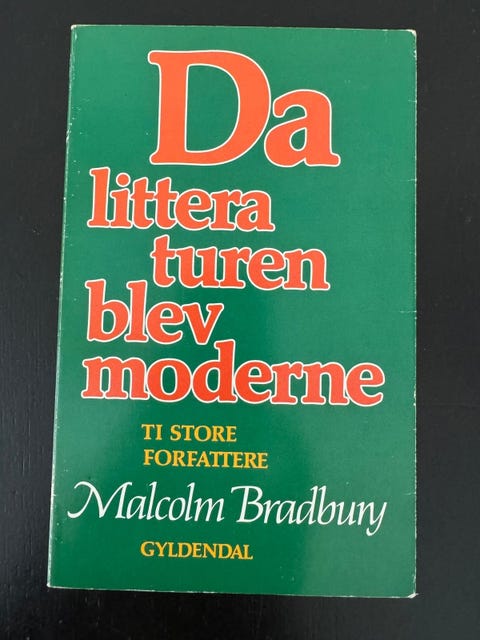 Da
littera
turen
blev
moderne
TI STORE
FORFATTERE
Malcolm Bradbury
GYLDENDAL